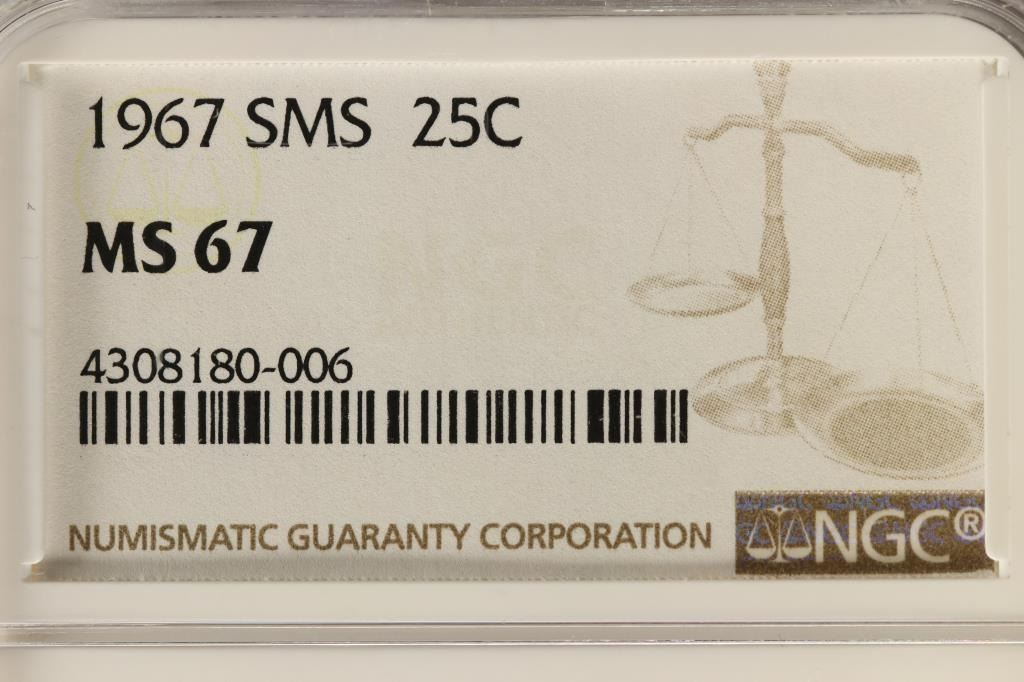 1967 SMS 25C
MS 67
4308180-006
NUMISMATIC GUARANTY CORPORATION
NGC®